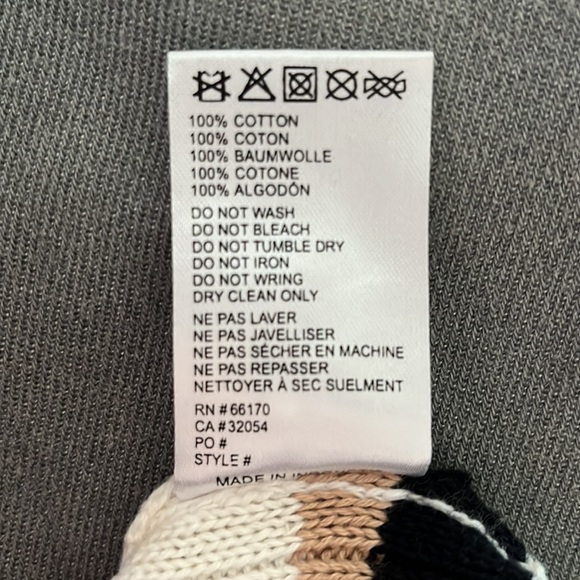 100% COTTON
100% COTON
100% BAUMWOLLE
100% COTONE
100% ALGODÓN
DO NOT WASH
DO NOT BLEACH
DO NOT TUMBLE DRY
DO NOT IRON
DO NOT WRING
DRY CLEAN ONLY
NE PAS LAVER
NE PAS JAVELLISER
NE PAS SÉCHER EN MACHINE
NE PAS REPASSER
NETTOYER À SEC SUELMENT
RN # 66170
CA # 32054
PO #
STYLE #
MADE IN